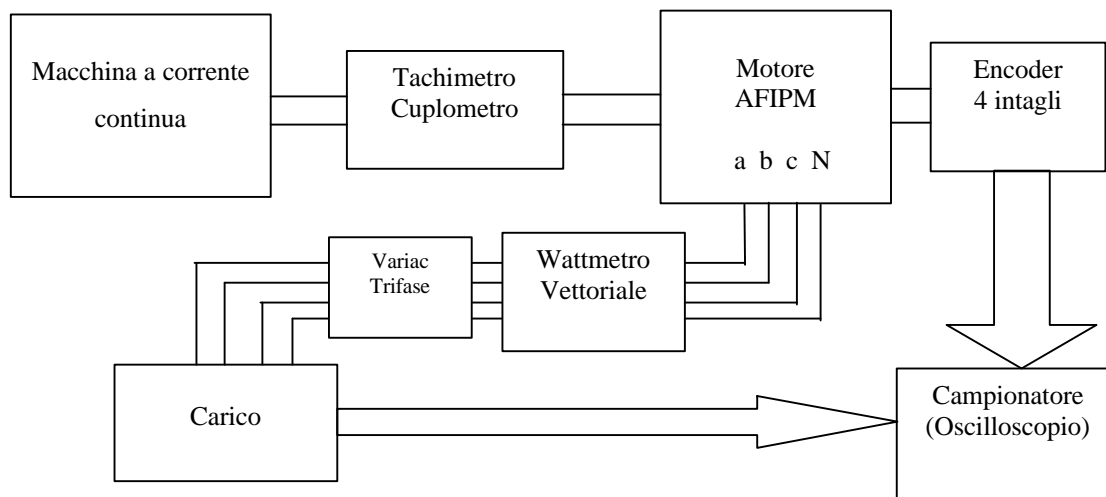 Macchina a corrente
continua
Tachimetro
Cuplometro
Motore
AFIPM
a b c N
Encoder
4 intagli
Variac
Trifase
Wattmetro
Vettoriale
Carico
Campionatore
(Oscilloscopio)